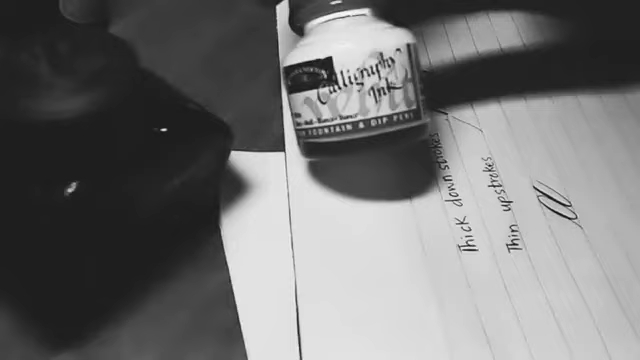 Calligraphy
Ink
FOUNTAIN & DIP PENS
Thick down strokes
Thin upstrokes